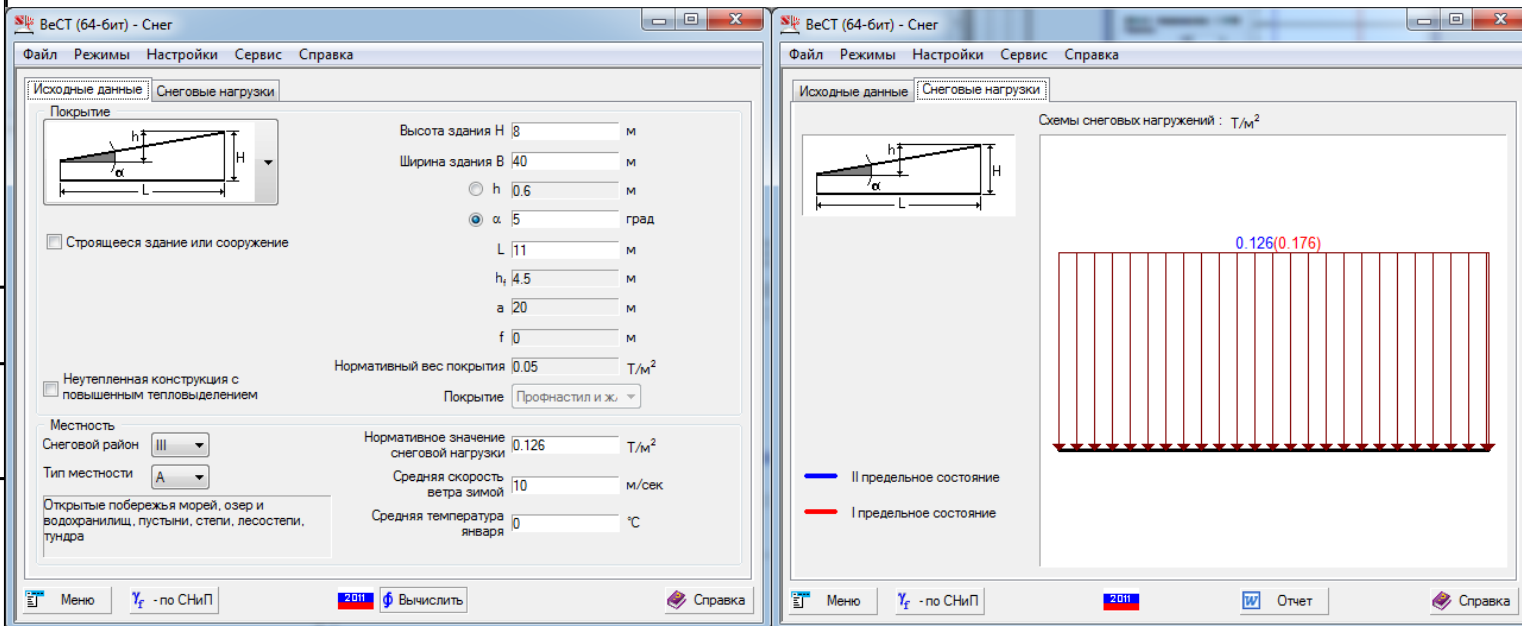 ВеСТ (64-бит) - Снег
Файл Режимы Настройки Сервис Справка
Исходные данные Снеговые нагрузки
Покрытие
h H α L
Высота здания H 8 м
Ширина здания B 40 м
h 0.6 м
α 5 град
Строящееся здание или сооружение
L 11 м
hf 4.5 м
a 20 м
f 0 м
Нормативный вес покрытия 0.05 Т/м²
Неутепленная конструкция с
повышенным тепловыделением
Покрытие Профнастил и ж/
Местность
Снеговой район III
Тип местности A
Открытые побережья морей, озер и
водохранилищ, пустыни, степи, лесостепи,
тундра
Нормативное значение
снеговой нагрузки 0.126 Т/м²
Средняя скорость
ветра зимой 10 м/сек
Средняя температура
января 0 °C
Меню γf - по СНиП 2011 Вычислить Справка
ВеСТ (64-бит) - Снег
Файл Режимы Настройки Сервис Справка
Исходные данные Снеговые нагрузки
Схемы снеговых нагружений : Т/м²
h H α L
0.126(0.176)
II предельное состояние
I предельное состояние
Меню γf - по СНиП 2011 W Отчет Справка